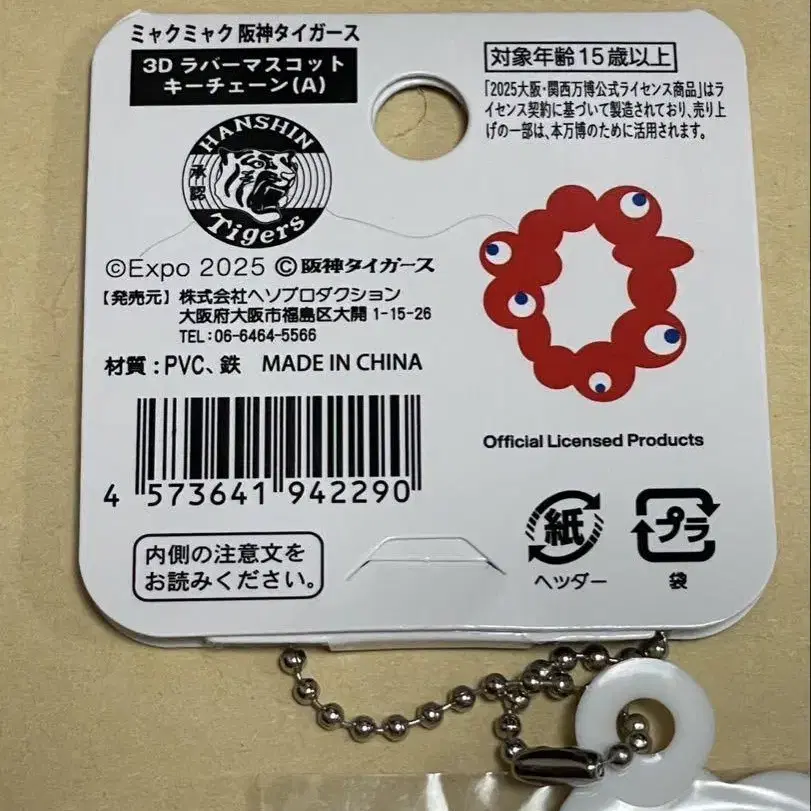 ミャクミャク 阪神タイガース
3D ラバーマスコット
キーチェーン(A)
対象年齢15歳以上
「2025大阪・関西万博公式ライセンス商品」はラ
イセンス契約に基づいて製造されており、売り上
げの一部は、本万博のために活用されます。
HANSHIN
承認
Tigers
©Expo 2025 ©阪神タイガース
【発売元】 株式会社ヘソプロダクション
大阪府大阪市福島区大開 1-15-26
TEL:06-6464-5566
材質:PVC、鉄 MADE IN CHINA
Official Licensed Products
4 573641 942290
内側の注意文を
お読みください。
紙
ヘッダー
プラ
袋